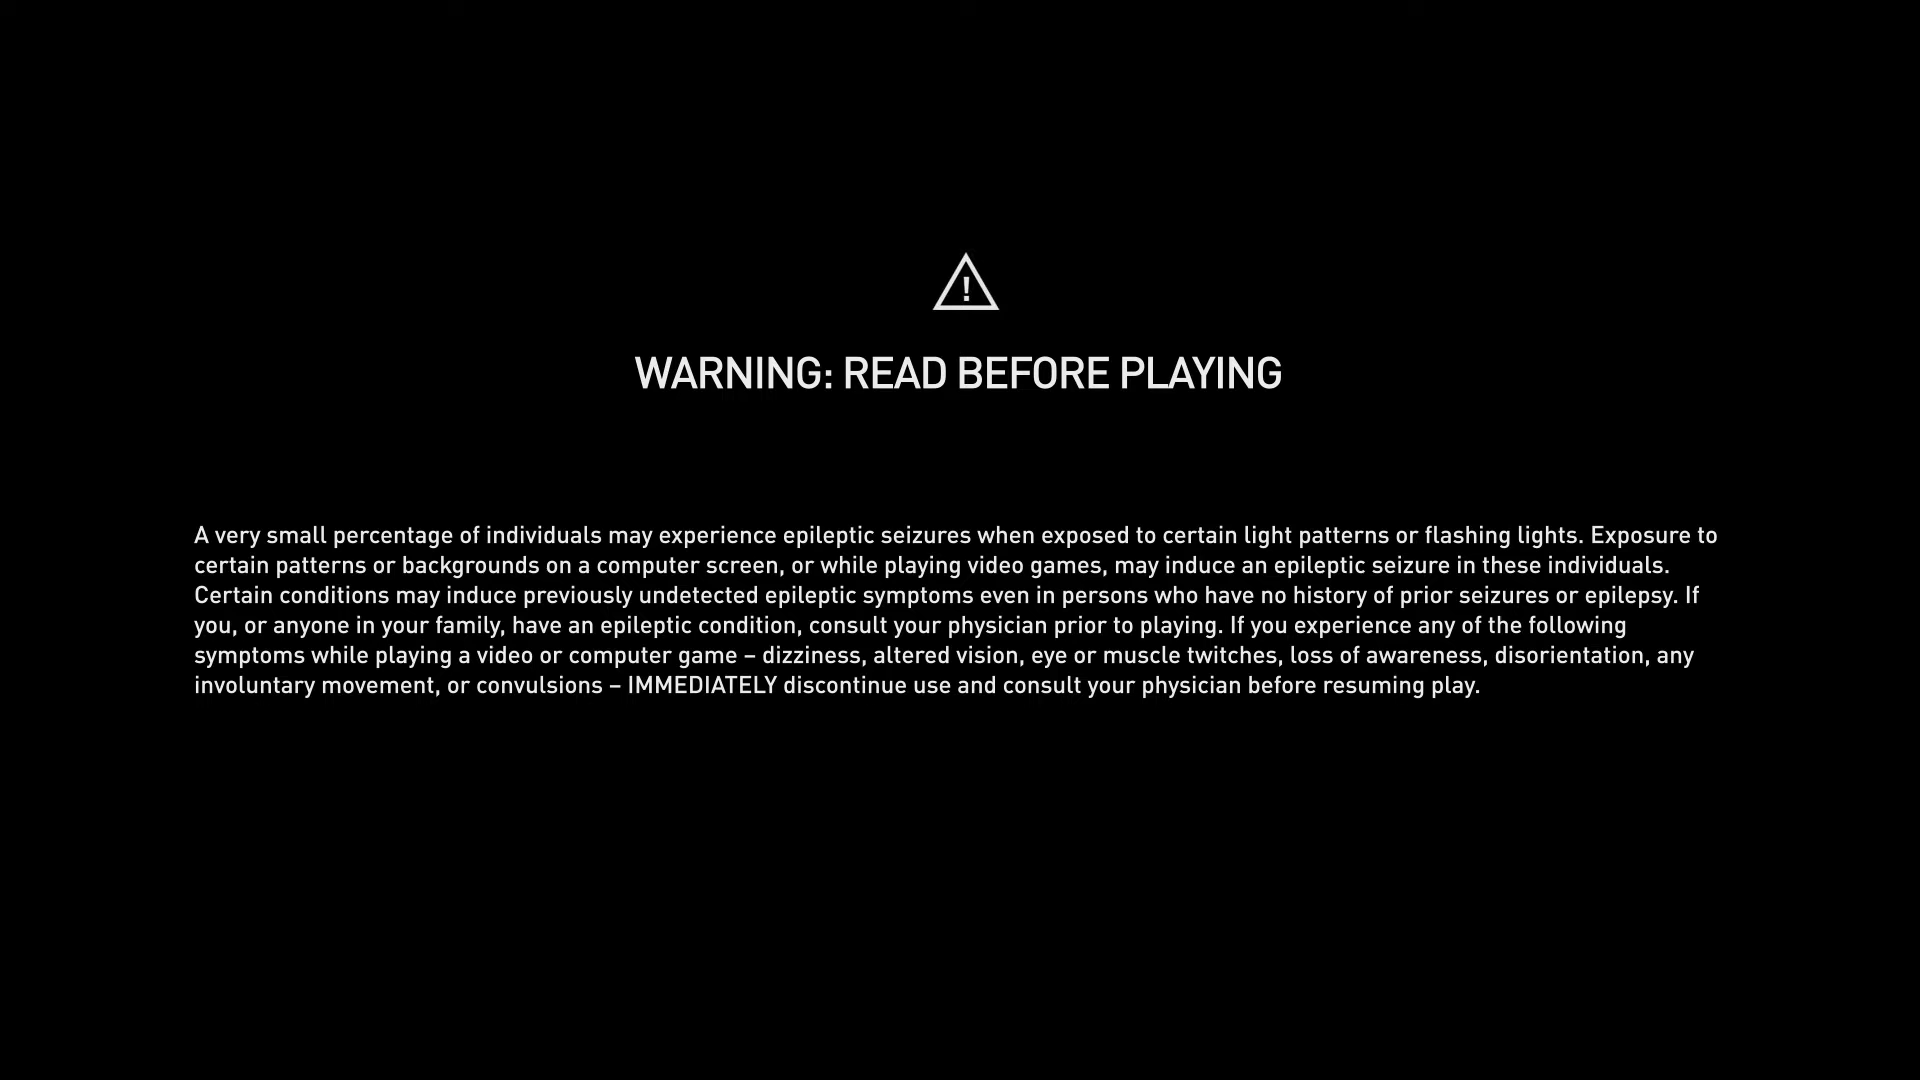 !
WARNING: READ BEFORE PLAYING
A very small percentage of individuals may experience epileptic seizures when exposed to certain light patterns or flashing lights. Exposure to
certain patterns or backgrounds on a computer screen, or while playing video games, may induce an epileptic seizure in these individuals.
Certain conditions may induce previously undetected epileptic symptoms even in persons who have no history of prior seizures or epilepsy. If
you, or anyone in your family, have an epileptic condition, consult your physician prior to playing. If you experience any of the following
symptoms while playing a video or computer game – dizziness, altered vision, eye or muscle twitches, loss of awareness, disorientation, any
involuntary movement, or convulsions – IMMEDIATELY discontinue use and consult your physician before resuming play.